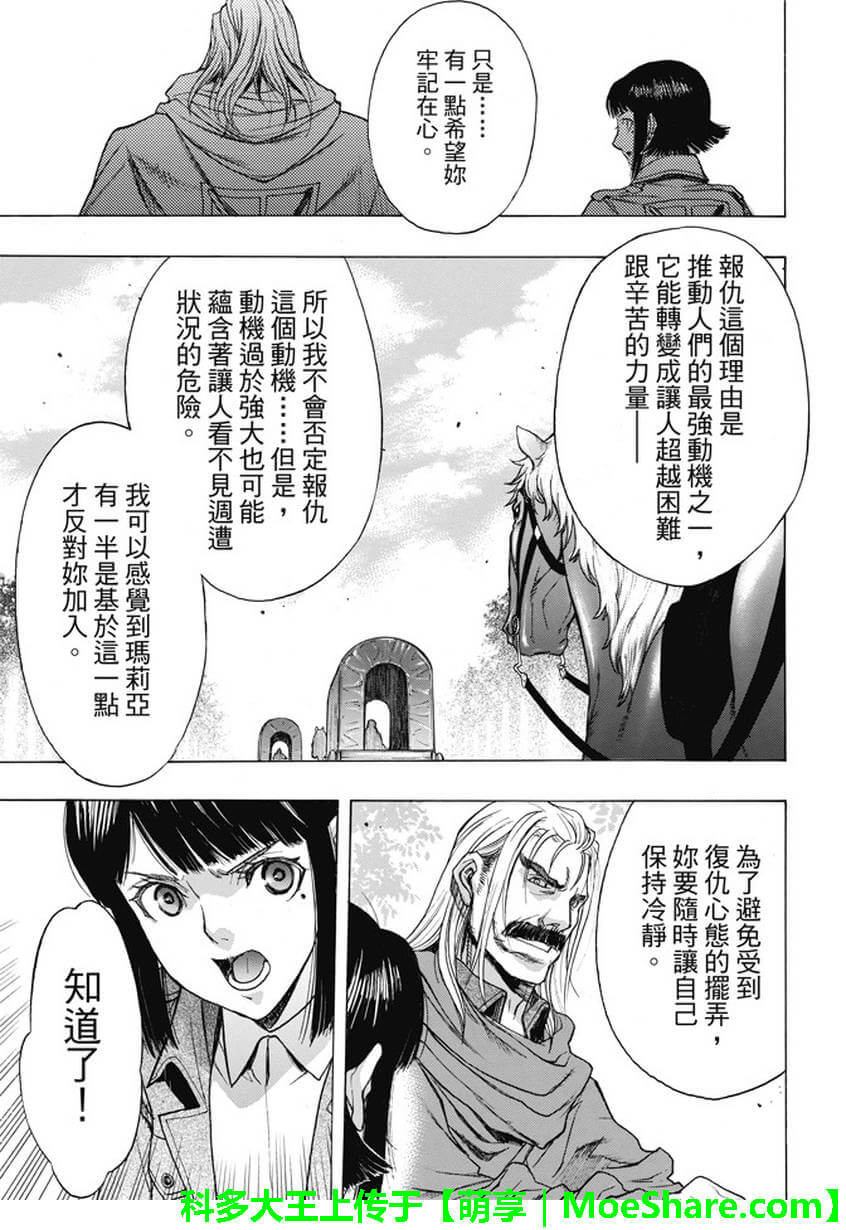 只是……
有一點希望妳
牢記在心。
報仇這個理由是
推動人們的最強動機之一，
它能轉變成讓人超越困難
跟辛苦的力量——
所以我不會否定報仇
這個動機……但是，
動機過於強大也可能
蘊含著讓人看不見週遭
狀況的危險。
我可以感覺到瑪莉亞
有一半是基於這一點
才反對妳加入。
為了避免受到
復仇心態的擺弄，
妳要隨時讓自己
保持冷靜。
知道了！
科多大王上传于【萌享/MoeShare.com】